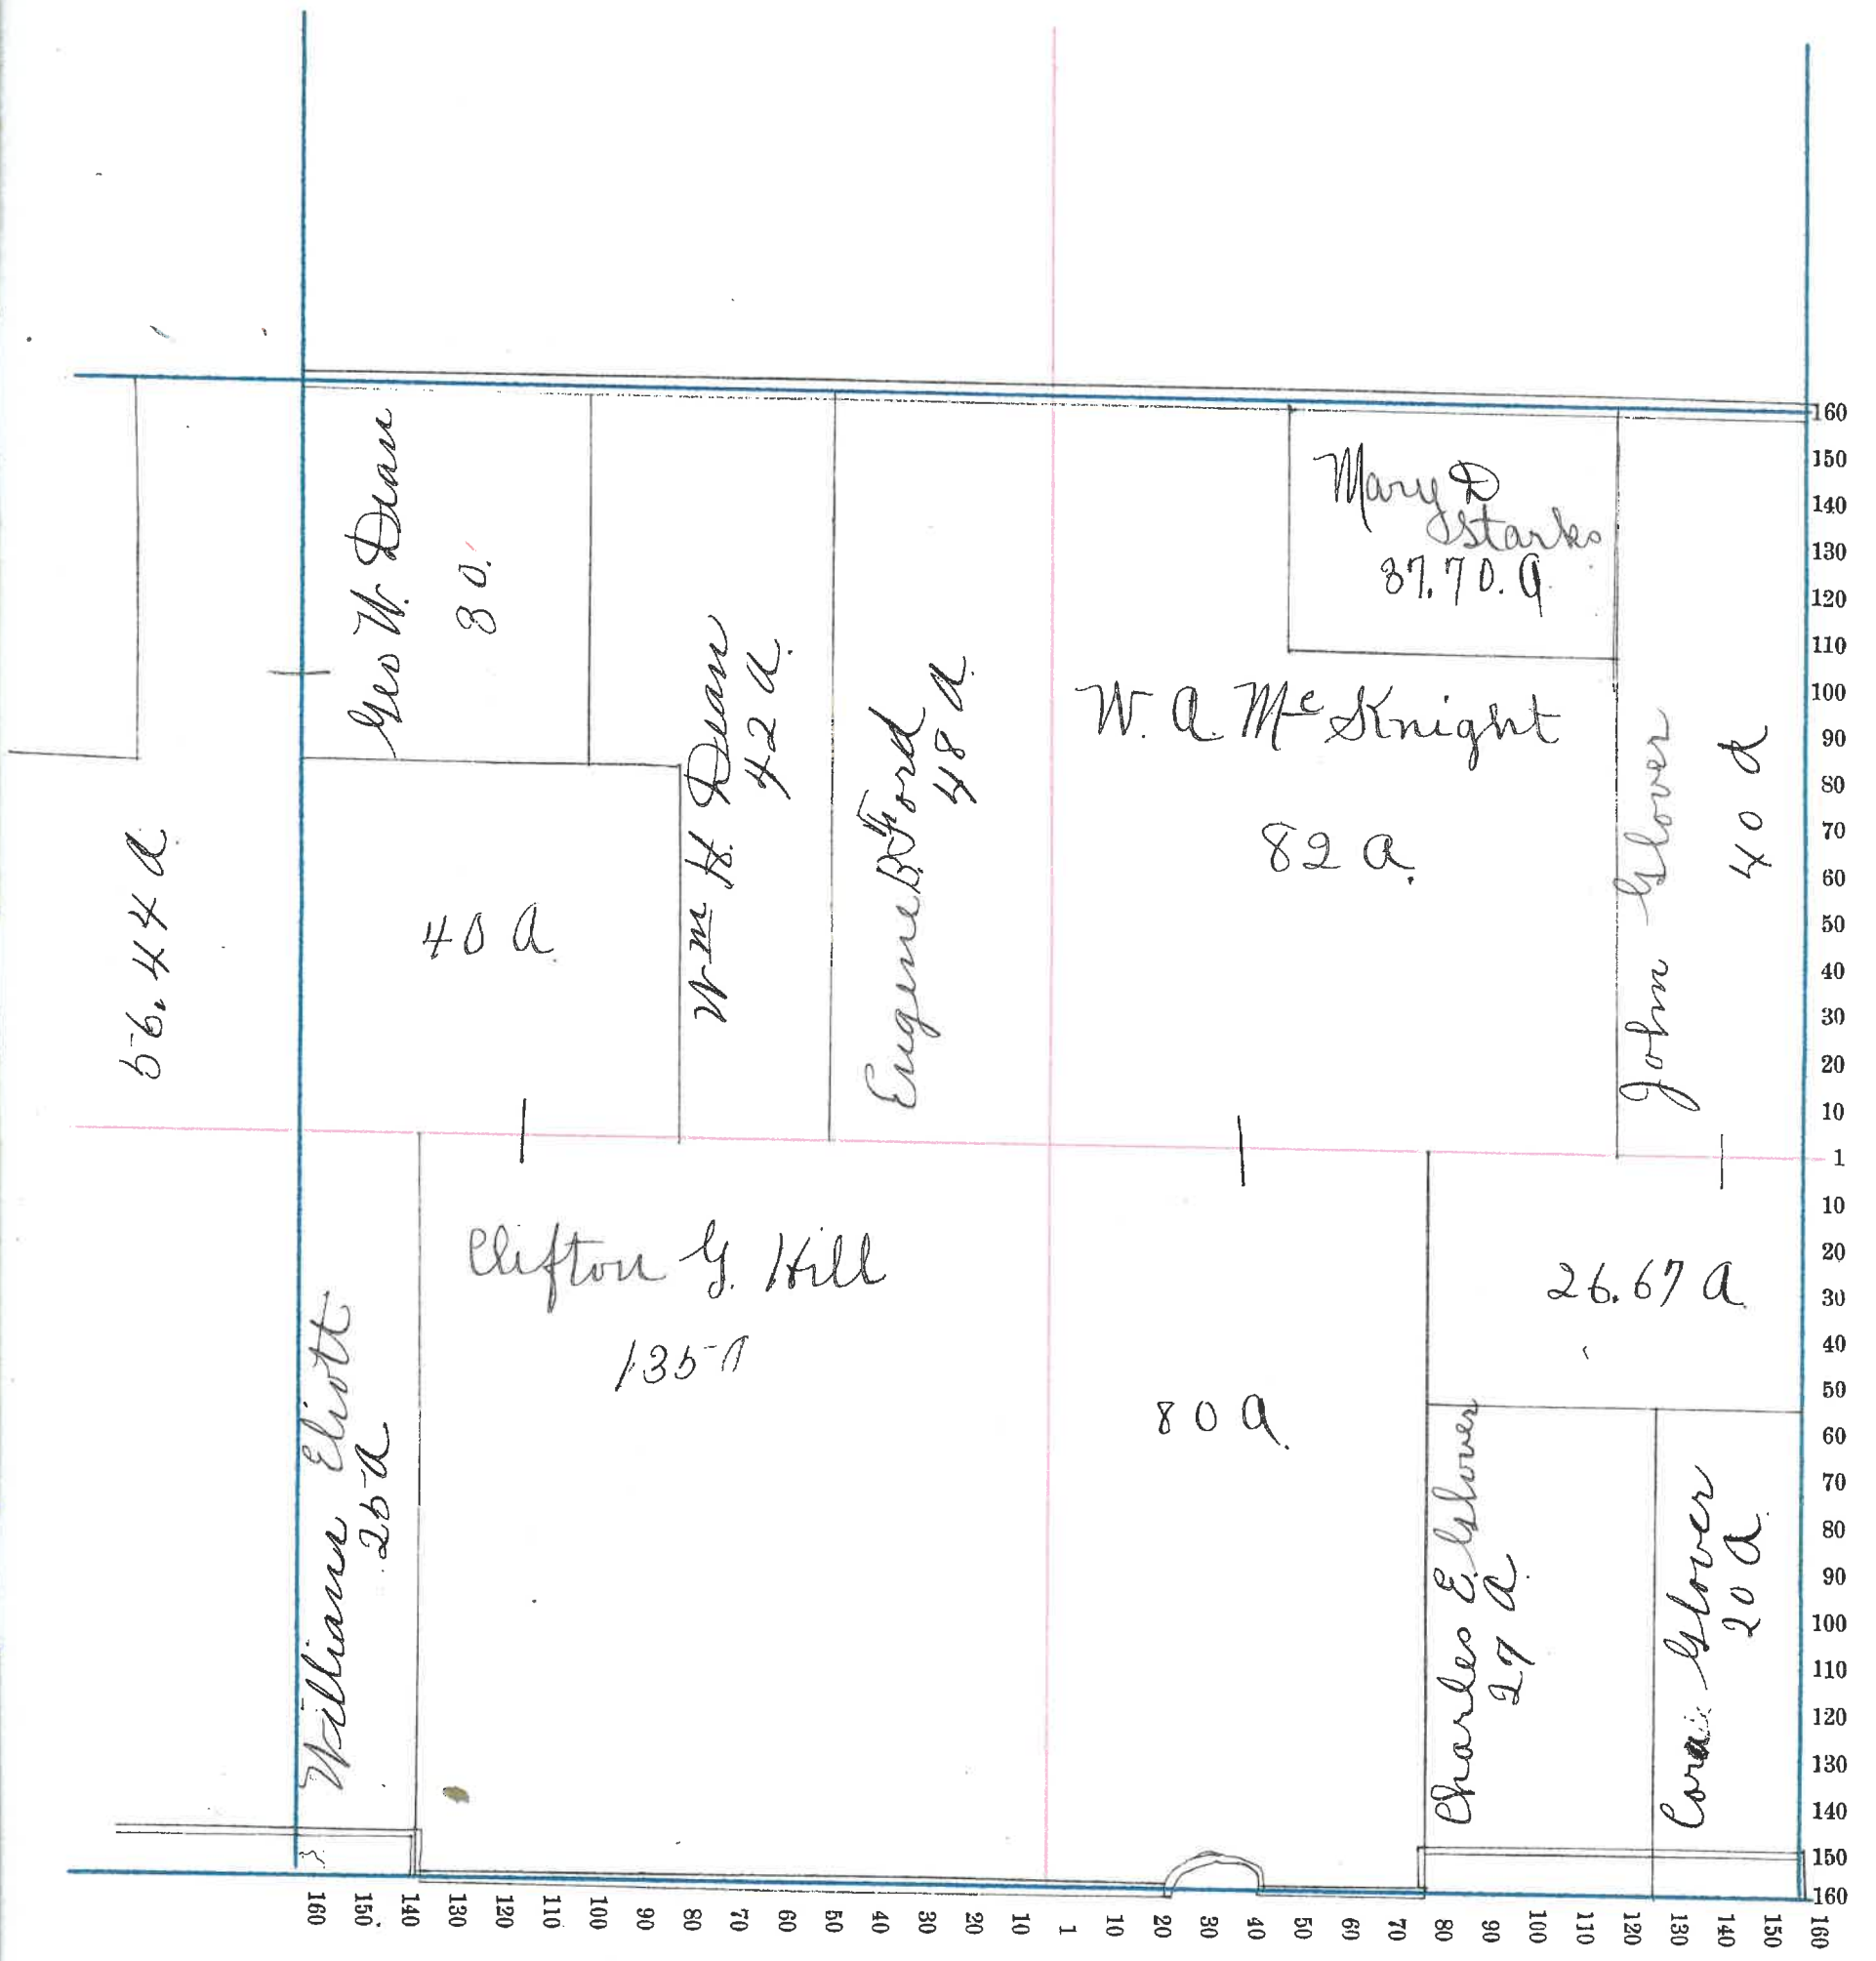 Geo W. Dean
30.
Wm H. Dean
42 a.
Eugene B. Ford
48 a.
Mary D
Starks
37.70. a
W. A. Mc Knight
82 a.
John Glover
40 a
56.44 a
40 a
Clifton G. Hill
135 a
80 a.
26.67 a
William Eliott
25 a
Charles E. Glover
27 a.
Cora Glover
20 a.
3
160
150
140
130
120
110
100
90
80
70
60
50
40
30
20
10
1
10
20
30
40
50
60
70
80
90
100
110
120
130
140
150
160
160 150 140 130 120 110 100 90 80 70 60 50 40 30 20 10 1 10 20 30 40 50 60 70 80 90 100 110 120 130 140 150 160